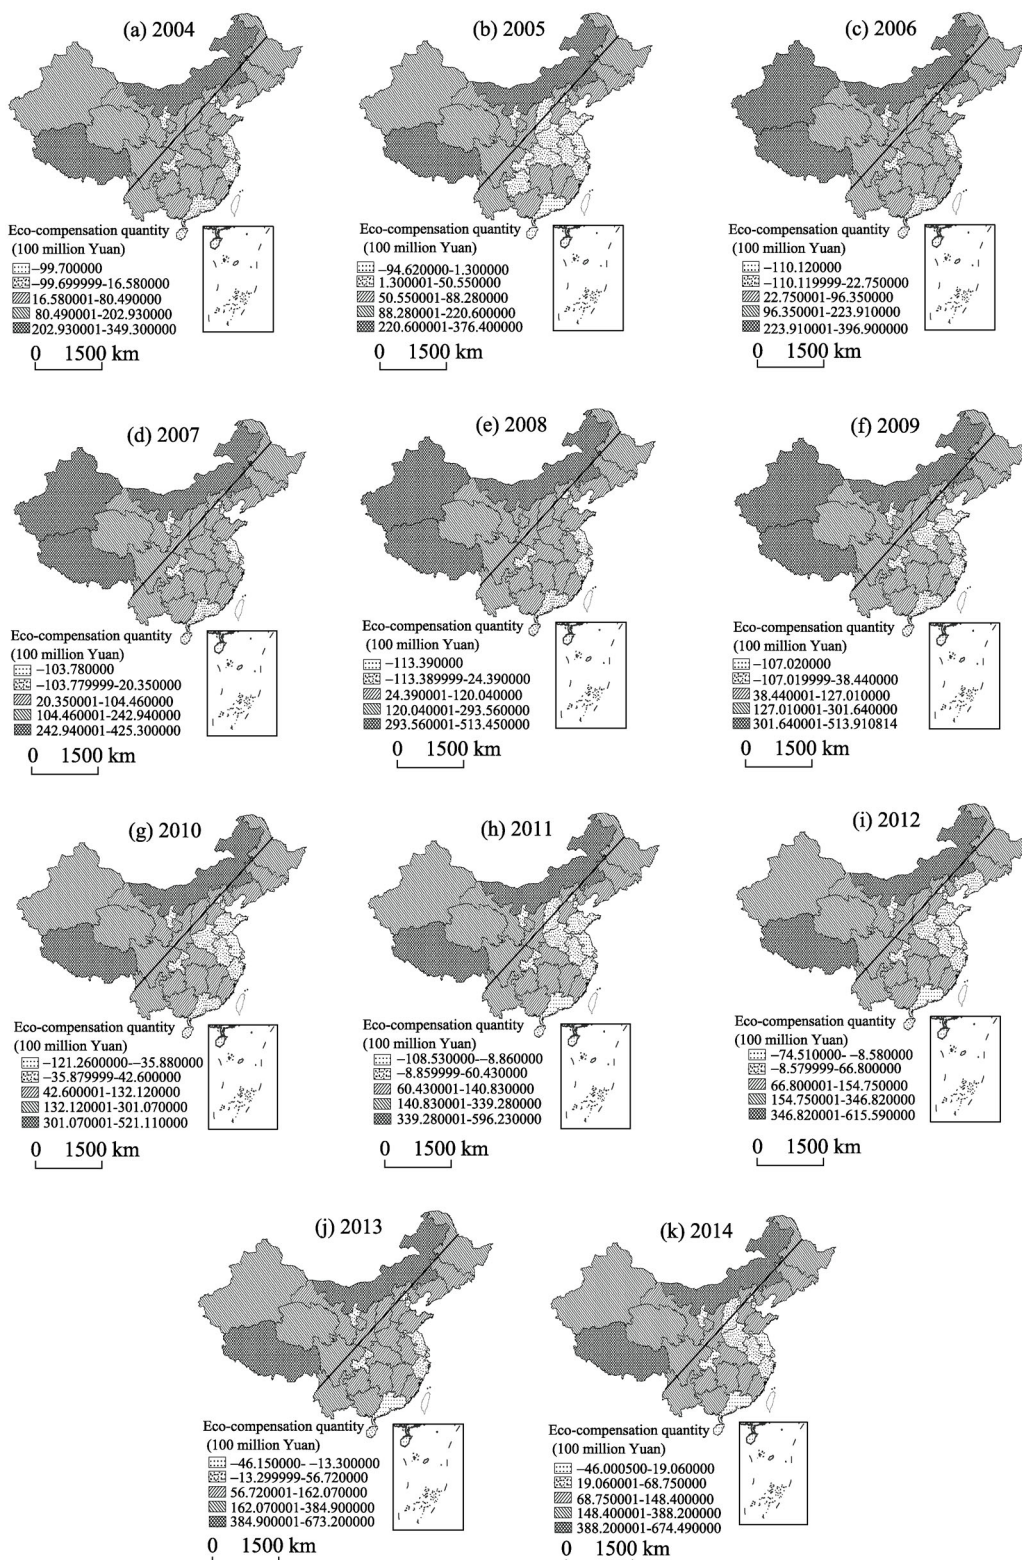 (a) 2004
Eco-compensation quantity
(100 million Yuan)
–99.700000
–99.699999-16.580000
16.580001-80.490000
80.490001-202.930000
202.930001-349.300000
0 1500 km
(b) 2005
Eco-compensation quantity
(100 million Yuan)
–94.620000-1.300000
1.300001-50.550000
50.550001-88.280000
88.280001-220.600000
220.600001-376.400000
0 1500 km
(c) 2006
Eco-compensation quantity
(100 million Yuan)
–110.120000
–110.119999-22.750000
22.750001-96.350000
96.350001-223.910000
223.910001-396.900000
0 1500 km
(d) 2007
Eco-compensation quantity
(100 million Yuan)
–103.780000
–103.779999-20.350000
20.350001-104.460000
104.460001-242.940000
242.940001-425.300000
0 1500 km
(e) 2008
Eco-compensation quantity
(100 million Yuan)
–113.390000
–113.389999-24.390000
24.390001-120.040000
120.040001-293.560000
293.560001-513.450000
0 1500 km
(f) 2009
Eco-compensation quantity
(100 million Yuan)
–107.020000
–107.019999-38.440000
38.440001-127.010000
127.010001-301.640000
301.640001-513.910814
0 1500 km
(g) 2010
Eco-compensation quantity
(100 million Yuan)
–121.260000-–35.880000
–35.879999-42.600000
42.600001-132.120000
132.120001-301.070000
301.070001-521.110000
0 1500 km
(h) 2011
Eco-compensation quantity
(100 million Yuan)
–108.530000-–8.860000
–8.859999-60.430000
60.430001-140.830000
140.830001-339.280000
339.280001-596.230000
0 1500 km
(i) 2012
Eco-compensation quantity
(100 million Yuan)
–74.510000- –8.580000
–8.579999-66.800000
66.800001-154.750000
154.750001-346.820000
346.820001-615.590000
0 1500 km
(j) 2013
Eco-compensation quantity
(100 million Yuan)
–46.150000- –13.300000
–13.299999-56.720000
56.720001-162.070000
162.070001-384.900000
384.900001-673.200000
0 1500 km
(k) 2014
Eco-compensation quantity
(100 million Yuan)
–46.000500-19.060000
19.060001-68.750000
68.750001-148.400000
148.400001-388.200000
388.200001-674.490000
0 1500 km